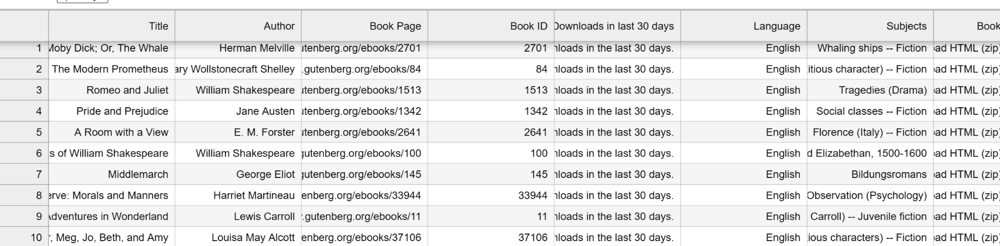 Title Author Book Page Book ID Downloads in last 30 days Language Subjects Book
1 Moby Dick; Or, The Whale Herman Melville utenberg.org/ebooks/2701 2701 nloads in the last 30 days. English Whaling ships -- Fiction ad HTML (zip)
2 The Modern Prometheus ary Wollstonecraft Shelley .gutenberg.org/ebooks/84 84 nloads in the last 30 days. English titious character) -- Fiction ad HTML (zip)
3 Romeo and Juliet William Shakespeare utenberg.org/ebooks/1513 1513 nloads in the last 30 days. English Tragedies (Drama) ad HTML (zip)
4 Pride and Prejudice Jane Austen utenberg.org/ebooks/1342 1342 nloads in the last 30 days. English Social classes -- Fiction ad HTML (zip)
5 A Room with a View E. M. Forster utenberg.org/ebooks/2641 2641 nloads in the last 30 days. English Florence (Italy) -- Fiction ad HTML (zip)
6 s of William Shakespeare William Shakespeare gutenberg.org/ebooks/100 100 nloads in the last 30 days. English d Elizabethan, 1500-1600 ad HTML (zip)
7 Middlemarch George Eliot gutenberg.org/ebooks/145 145 nloads in the last 30 days. English Bildungsromans ad HTML (zip)
8 erve: Morals and Manners Harriet Martineau enberg.org/ebooks/33944 33944 nloads in the last 30 days. English Observation (Psychology) ad HTML (zip)
9 Adventures in Wonderland Lewis Carroll .gutenberg.org/ebooks/11 11 nloads in the last 30 days. English Carroll) -- Juvenile fiction ad HTML (zip)
10 r, Meg, Jo, Beth, and Amy Louisa May Alcott enberg.org/ebooks/37106 37106 nloads in the last 30 days. English tious characters) -- Fiction ad HTML (zip)